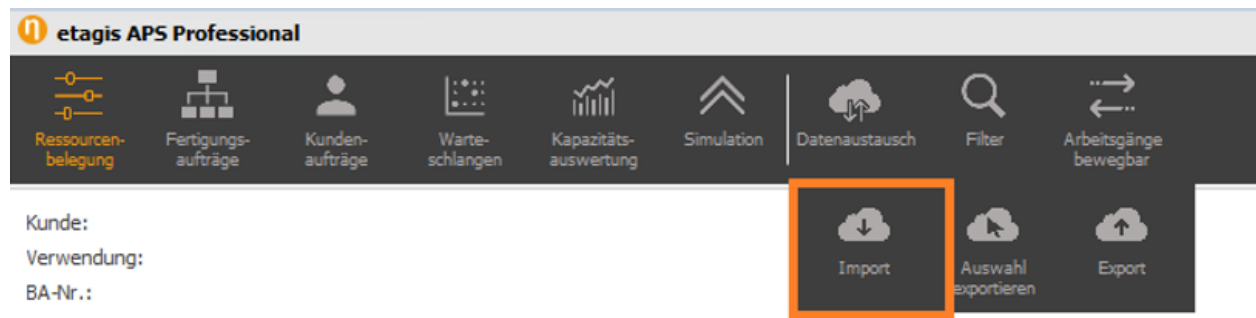 etagis APS Professional
Ressourcen-
belegung
Fertigungs-
aufträge
Kunden-
aufträge
Warte-
schlangen
Kapazitäts-
auswertung
Simulation
Datenaustausch
Filter
Arbeitsgänge
bewegbar
Kunde:
Verwendung:
BA-Nr.:
Import
Auswahl
exportieren
Export